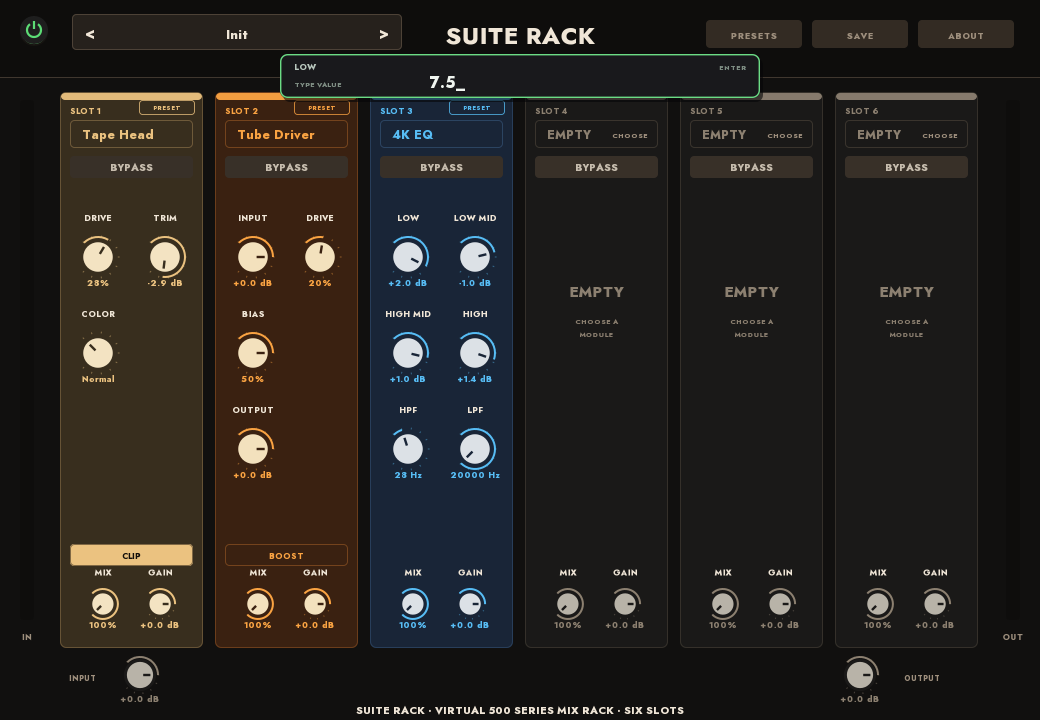 < Init >
SUITE RACK
PRESETS SAVE ABOUT
LOW ENTER
TYPE VALUE 7.5_
SLOT 1 PRESET SLOT 2 PRESET SLOT 3 PRESET SLOT 4 SLOT 5 SLOT 6
Tape Head Tube Driver 4K EQ EMPTY CHOOSE EMPTY CHOOSE EMPTY CHOOSE
BYPASS BYPASS BYPASS BYPASS BYPASS BYPASS
DRIVE TRIM INPUT DRIVE LOW LOW MID
28% -2.9 dB +0.0 dB 20% +2.0 dB -1.0 dB
EMPTY EMPTY EMPTY
COLOR BIAS HIGH MID HIGH
CHOOSE A CHOOSE A CHOOSE A
MODULE MODULE MODULE
Normal 50% +1.0 dB +1.4 dB
OUTPUT HPF LPF
+0.0 dB 28 Hz 20000 Hz
CLIP BOOST
MIX GAIN MIX GAIN MIX GAIN MIX GAIN MIX GAIN MIX GAIN
100% +0.0 dB 100% +0.0 dB 100% +0.0 dB 100% +0.0 dB 100% +0.0 dB 100% +0.0 dB
IN OUT
INPUT OUTPUT
+0.0 dB +0.0 dB
SUITE RACK · VIRTUAL 500 SERIES MIX RACK · SIX SLOTS